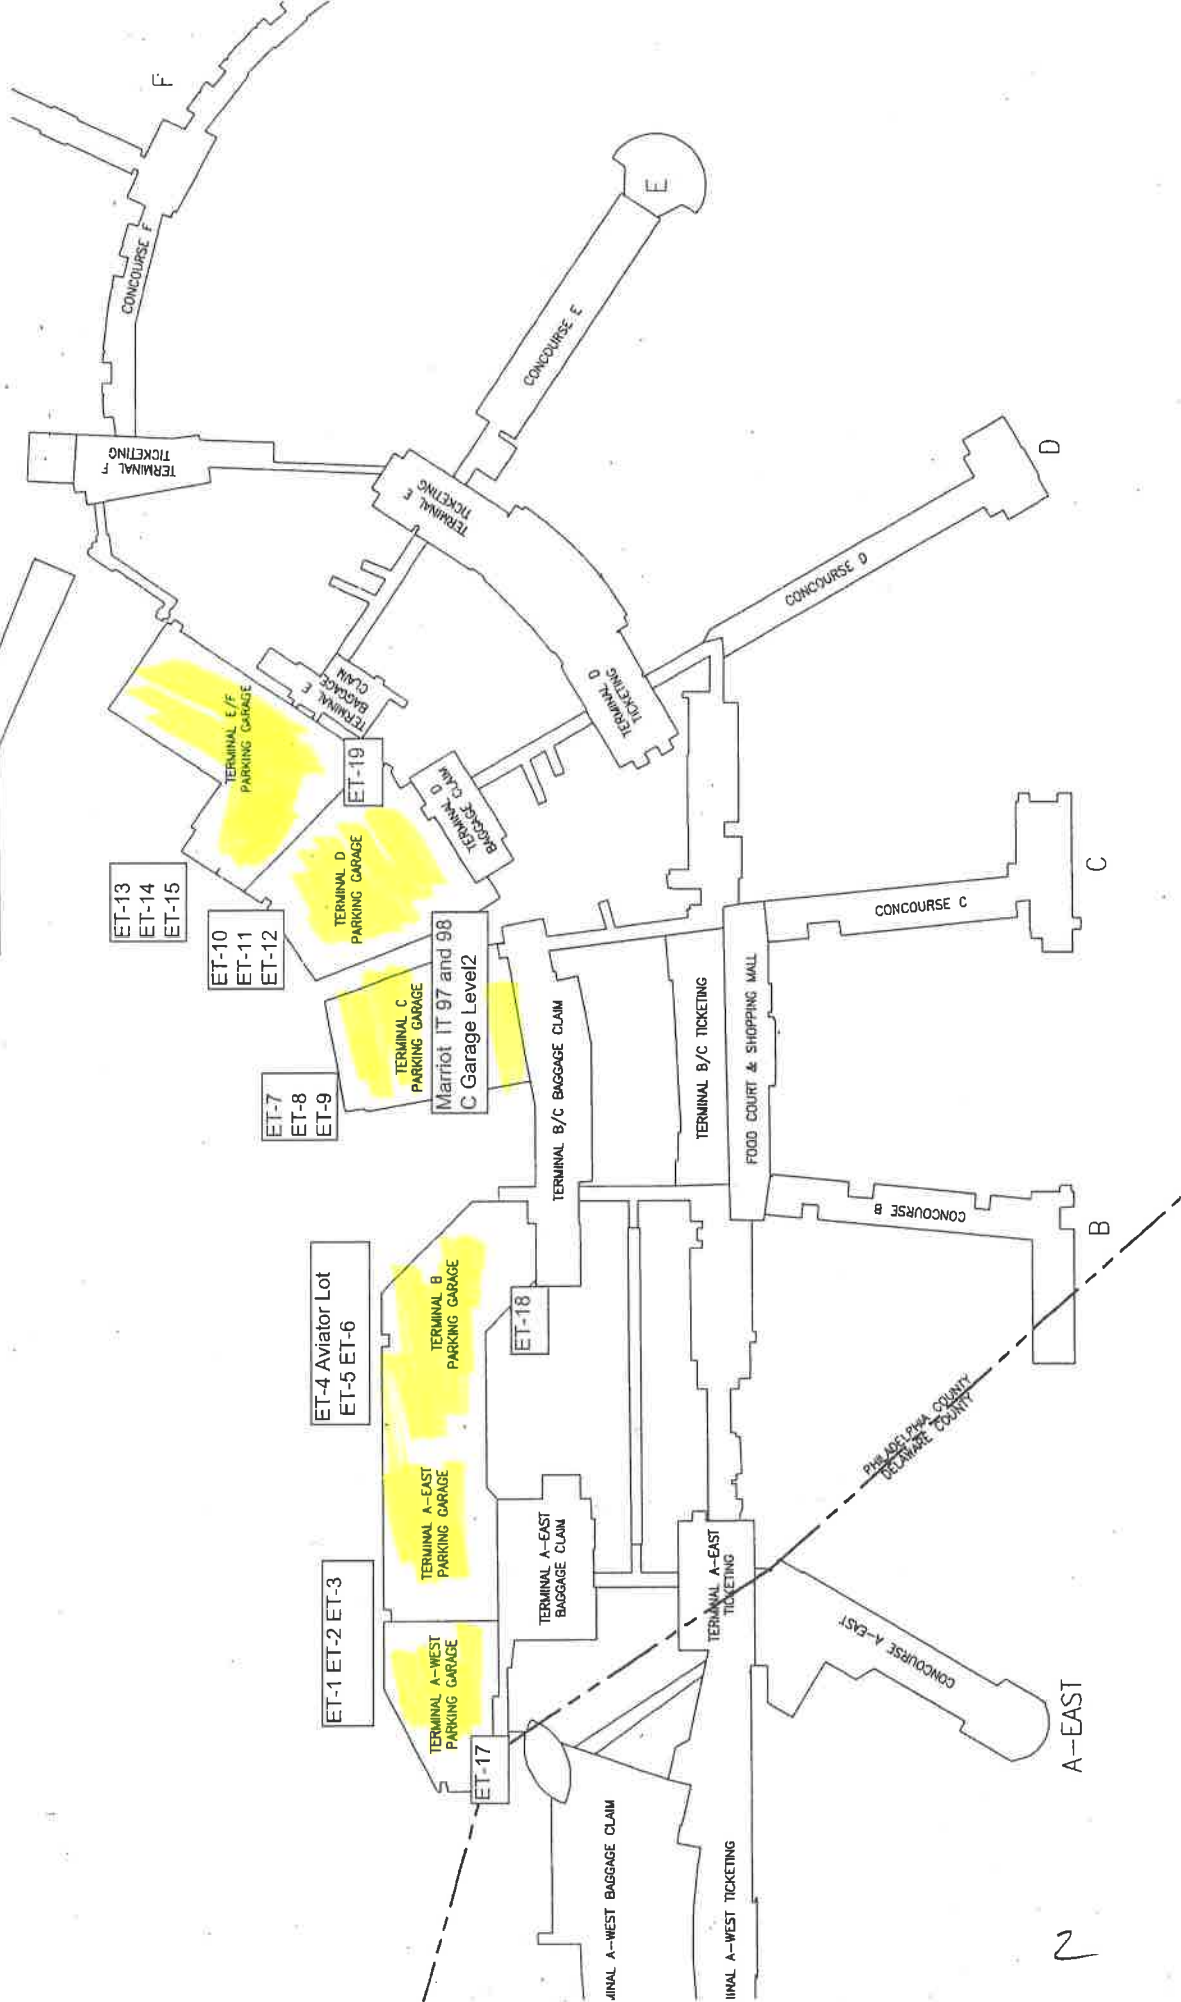 F
CONCOURSE F
TERMINAL F
TICKETING
E
CONCOURSE E
TERMINAL E
TICKETING
TERMINAL E
BAGGAGE
CLAIM
TERMINAL E/F
PARKING GARAGE
ET-19
D
CONCOURSE D
TERMINAL D
TICKETING
TERMINAL D
BAGGAGE CLAIM
TERMINAL D
PARKING GARAGE
ET-13
ET-14
ET-15
ET-10
ET-11
ET-12
TERMINAL C
PARKING GARAGE
Marriot IT 97 and 98
C Garage Level2
ET-7
ET-8
ET-9
C
CONCOURSE C
TERMINAL B/C BAGGAGE CLAIM
TERMINAL B/C TICKETING
FOOD COURT & SHOPPING MALL
B
CONCOURSE B
ET-4 Aviator Lot
ET-5 ET-6
TERMINAL B
PARKING GARAGE
ET-18
PHILADELPHIA COUNTY
DELAWARE COUNTY
TERMINAL A-EAST
PARKING GARAGE
TERMINAL A-EAST
BAGGAGE CLAIM
TERMINAL A-EAST
TICKETING
CONCOURSE A-EAST
A-EAST
ET-1 ET-2 ET-3
TERMINAL A-WEST
PARKING GARAGE
ET-17
MINAL A-WEST BAGGAGE CLAIM
INAL A-WEST TICKETING
2